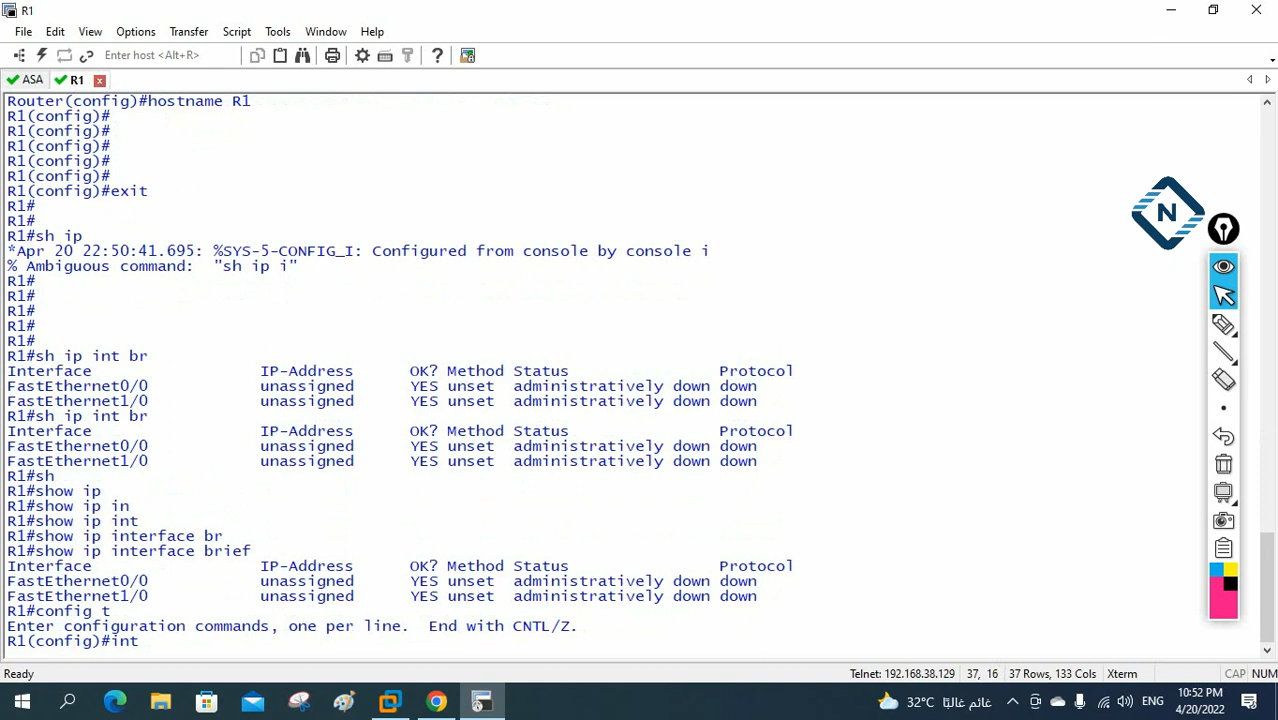 R1
File Edit View Options Transfer Script Tools Window Help
Enter host <Alt+R>
ASA R1
Router(config)#hostname R1
R1(config)#
R1(config)#
R1(config)#
R1(config)#
R1(config)#
R1(config)#exit
R1#
R1#
R1#sh ip
*Apr 20 22:50:41.695: %SYS-5-CONFIG_I: Configured from console by console i
% Ambiguous command:  "sh ip i"
R1#
R1#
R1#
R1#
R1#
R1#sh ip int br
Interface IP-Address OK? Method Status Protocol
FastEthernet0/0 unassigned YES unset administratively down down
FastEthernet1/0 unassigned YES unset administratively down down
R1#sh ip int br
Interface IP-Address OK? Method Status Protocol
FastEthernet0/0 unassigned YES unset administratively down down
FastEthernet1/0 unassigned YES unset administratively down down
R1#sh
R1#show ip
R1#show ip in
R1#show ip int
R1#show ip interface br
R1#show ip interface brief
Interface IP-Address OK? Method Status Protocol
FastEthernet0/0 unassigned YES unset administratively down down
FastEthernet1/0 unassigned YES unset administratively down down
R1#config t
Enter configuration commands, one per line.  End with CNTL/Z.
R1(config)#int
N
Ready Telnet: 192.168.38.129 37, 16 37 Rows, 133 Cols Xterm CAP NUM
32°C غائم غالبًا ENG 10:52 PM
4/20/2022